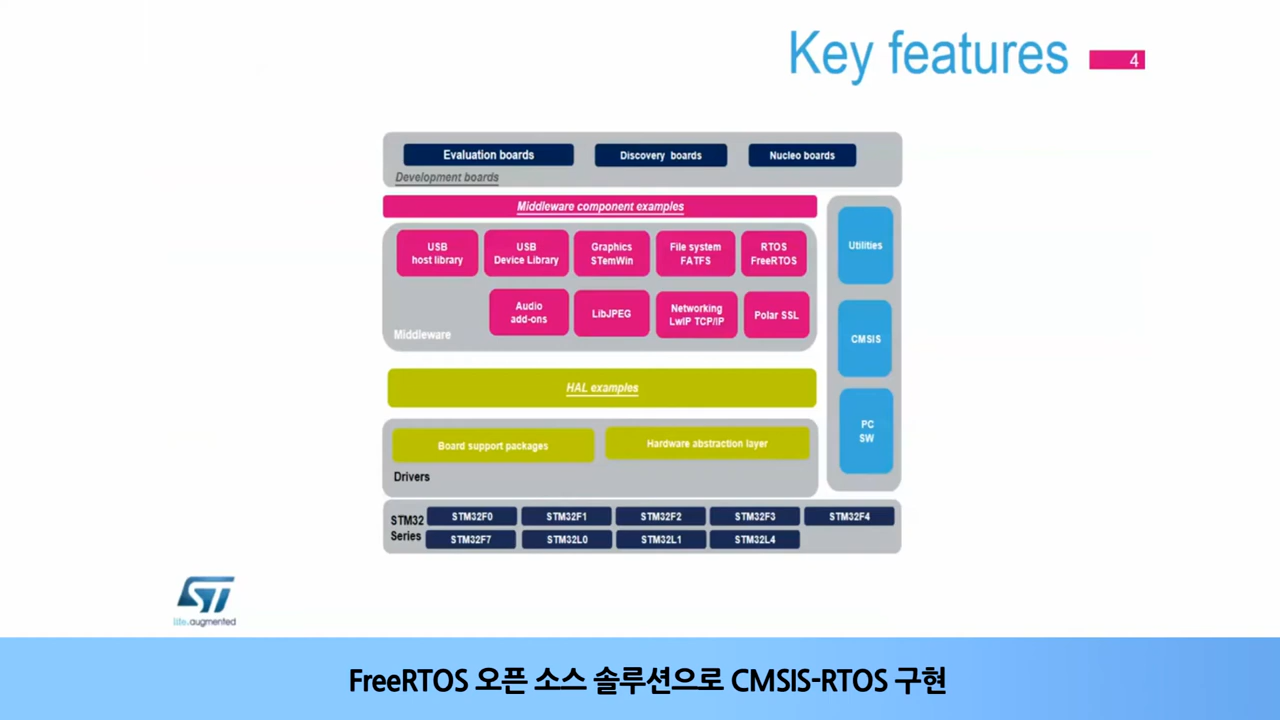 Key features
4
Evaluation boards
Discovery boards
Nucleo boards
Development boards
Middleware component examples
USB
host library
USB
Device Library
Graphics
STemWin
File system
FATFS
RTOS
FreeRTOS
Audio
add-ons
LibJPEG
Networking
LwIP TCP/IP
Polar SSL
Middleware
Utilities
CMSIS
PC
SW
HAL examples
Board support packages
Hardware abstraction layer
Drivers
STM32
Series
STM32F0
STM32F1
STM32F2
STM32F3
STM32F4
STM32F7
STM32L0
STM32L1
STM32L4
ST
life.augmented
FreeRTOS 오픈 소스 솔루션으로 CMSIS-RTOS 구현